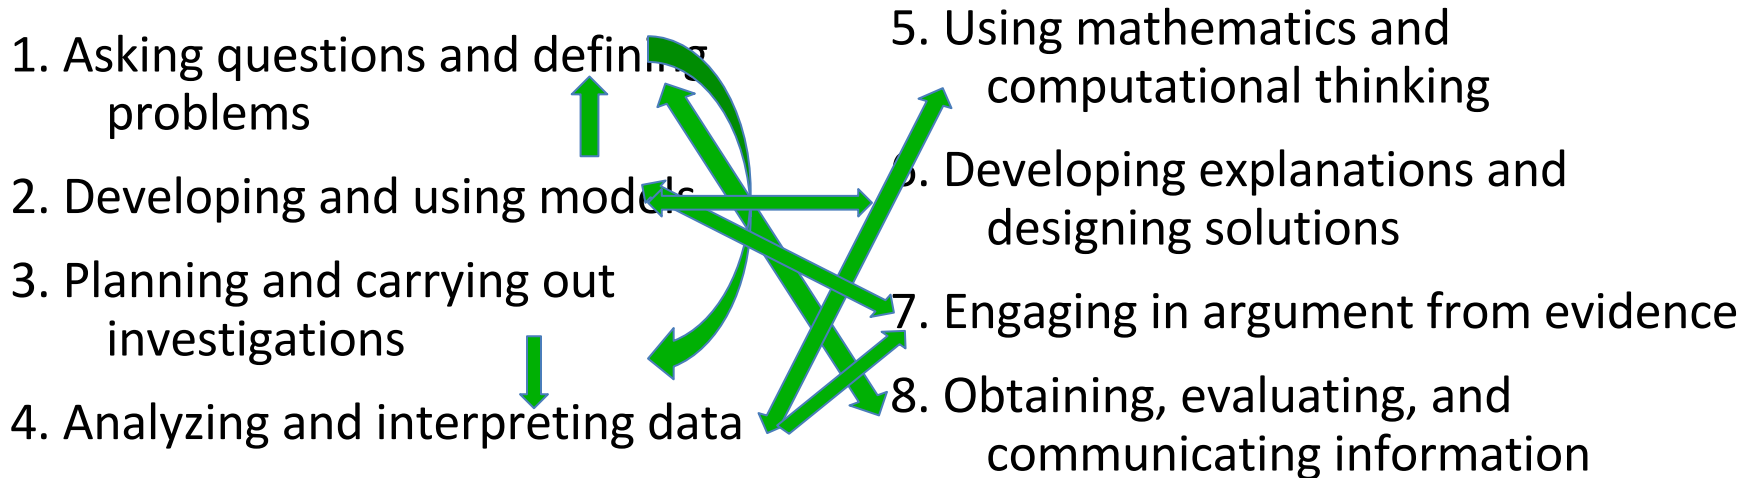 1. Asking questions and defining
problems
2. Developing and using models
3. Planning and carrying out
investigations
4. Analyzing and interpreting data
5. Using mathematics and
computational thinking
6. Developing explanations and
designing solutions
7. Engaging in argument from evidence
8. Obtaining, evaluating, and
communicating information